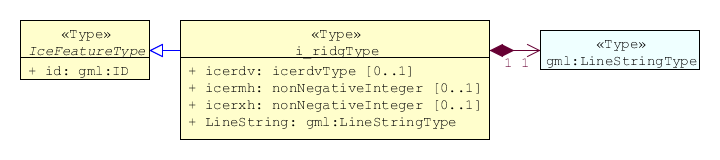 «Type»
IceFeatureType
+ id: gml:ID
«Type»
i_ridgType
+ icerdv: icerdvType [0..1]
+ icermh: nonNegativeInteger [0..1]
+ icerxh: nonNegativeInteger [0..1]
+ LineString: gml:LineStringType
1 1
«Type»
gml:LineStringType